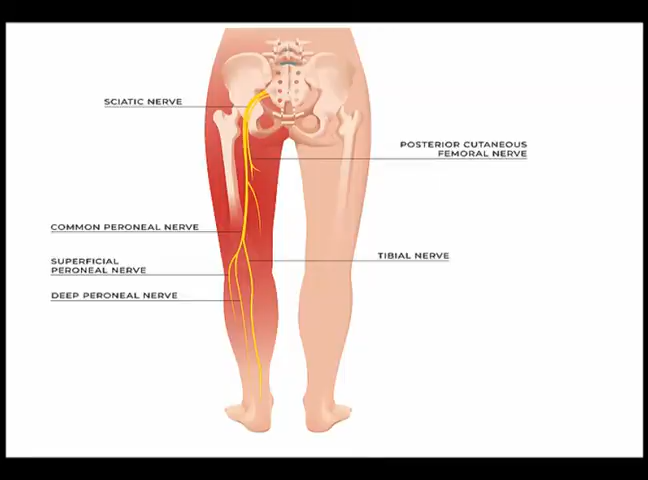 SCIATIC NERVE
POSTERIOR CUTANEOUS
FEMORAL NERVE
COMMON PERONEAL NERVE
TIBIAL NERVE
SUPERFICIAL
PERONEAL NERVE
DEEP PERONEAL NERVE